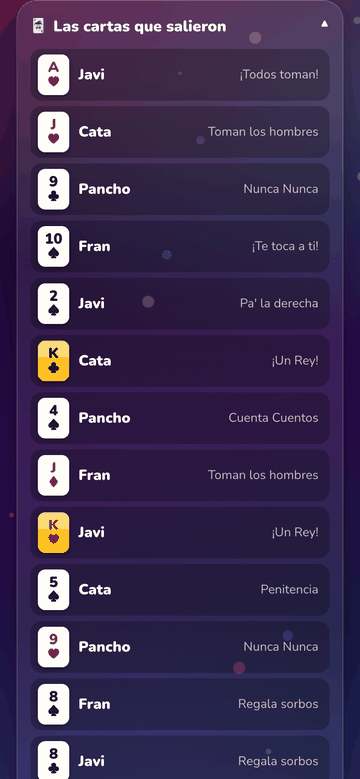 Las cartas que salieron
A Javi ¡Todos toman!
J Cata Toman los hombres
9 Pancho Nunca Nunca
10 Fran ¡Te toca a ti!
2 Javi Pa' la derecha
K Cata ¡Un Rey!
4 Pancho Cuenta Cuentos
J Fran Toman los hombres
K Javi ¡Un Rey!
5 Cata Penitencia
9 Pancho Nunca Nunca
8 Fran Regala sorbos
8 Javi Regala sorbos